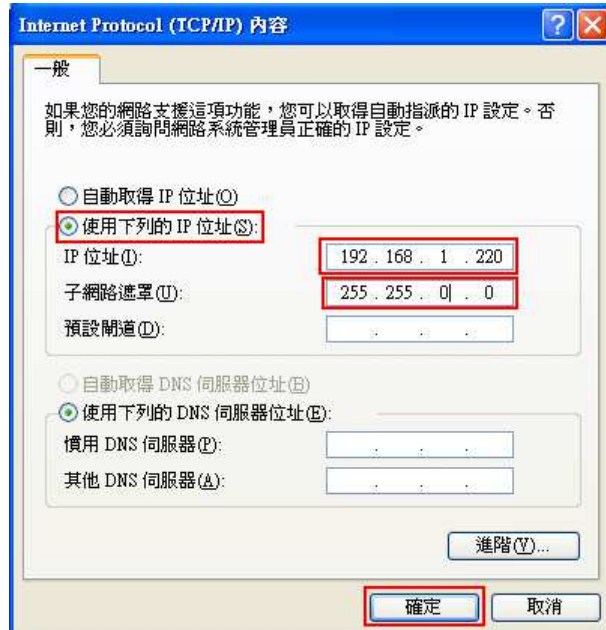 Internet Protocol (TCP/IP) 內容
一般
如果您的網路支援這項功能，您可以取得自動指派的 IP 設定。否
則，您必須詢問網路系統管理員正確的 IP 設定。
自動取得 IP 位址(O)
使用下列的 IP 位址(S):
IP 位址(I): 192 . 168 . 1 . 220
子網路遮罩(U): 255 . 255 . 0 . 0
預設閘道(D): . . .
自動取得 DNS 伺服器位址(B)
使用下列的 DNS 伺服器位址(E):
慣用 DNS 伺服器(P): . . .
其他 DNS 伺服器(A): . . .
進階(V)...
確定 取消